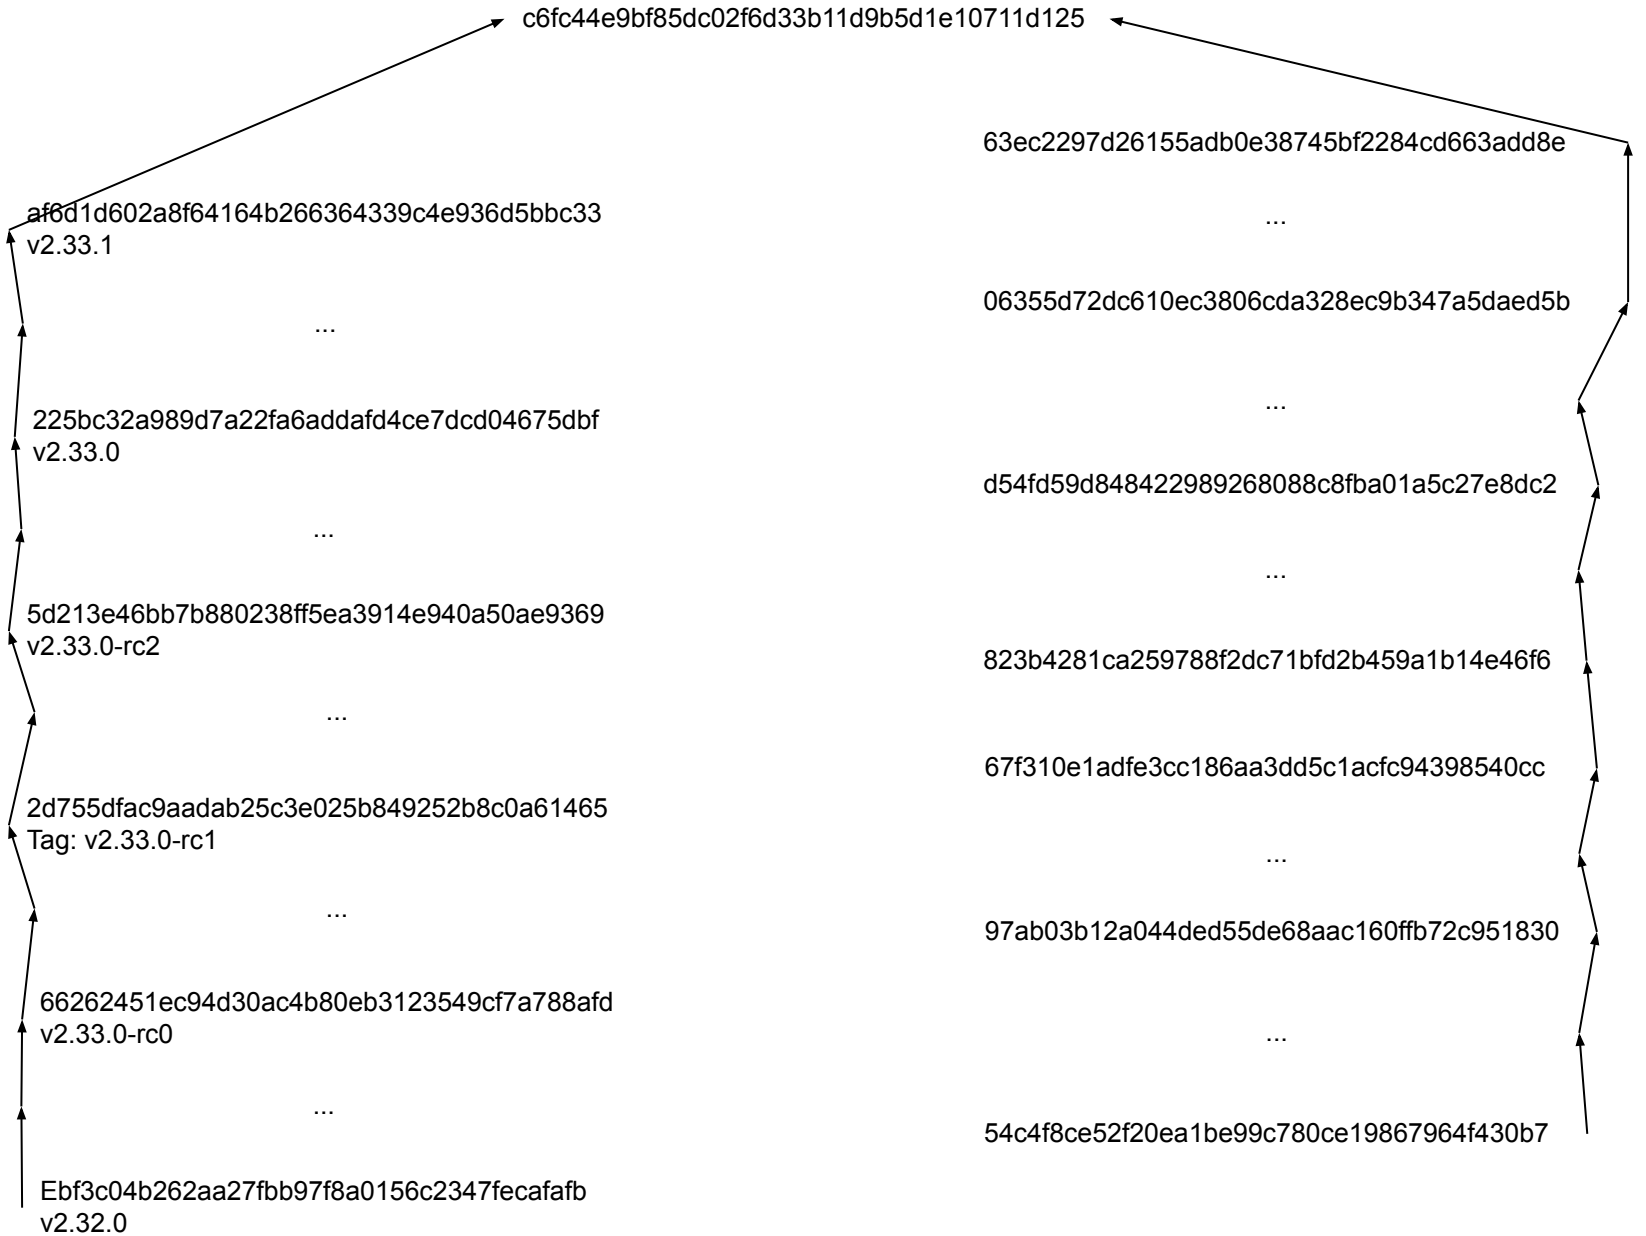 c6fc44e9bf85dc02f6d33b11d9b5d1e10711d125
af6d1d602a8f64164b266364339c4e936d5bbc33
v2.33.1
...
225bc32a989d7a22fa6addafd4ce7dcd04675dbf
v2.33.0
...
5d213e46bb7b880238ff5ea3914e940a50ae9369
v2.33.0-rc2
...
2d755dfac9aadab25c3e025b849252b8c0a61465
Tag: v2.33.0-rc1
...
66262451ec94d30ac4b80eb3123549cf7a788afd
v2.33.0-rc0
...
Ebf3c04b262aa27fbb97f8a0156c2347fecafafb
v2.32.0
63ec2297d26155adb0e38745bf2284cd663add8e
...
06355d72dc610ec3806cda328ec9b347a5daed5b
...
d54fd59d848422989268088c8fba01a5c27e8dc2
...
823b4281ca259788f2dc71bfd2b459a1b14e46f6
67f310e1adfe3cc186aa3dd5c1acfc94398540cc
...
97ab03b12a044ded55de68aac160ffb72c951830
...
54c4f8ce52f20ea1be99c780ce19867964f430b7